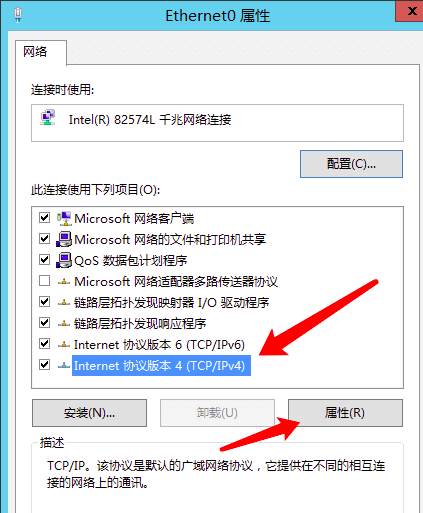 Ethernet0 属性
网络
连接时使用:
Intel(R) 82574L 千兆网络连接
配置(C)...
此连接使用下列项目(O):
Microsoft 网络客户端
Microsoft 网络的文件和打印机共享
QoS 数据包计划程序
Microsoft 网络适配器多路传送器协议
链路层拓扑发现映射器 I/O 驱动程序
链路层拓扑发现响应程序
Internet 协议版本 6 (TCP/IPv6)
Internet 协议版本 4 (TCP/IPv4)
安装(N)...
卸载(U)
属性(R)
描述
TCP/IP。该协议是默认的广域网络协议，它提供在不同的相互连
接的网络上的通讯。